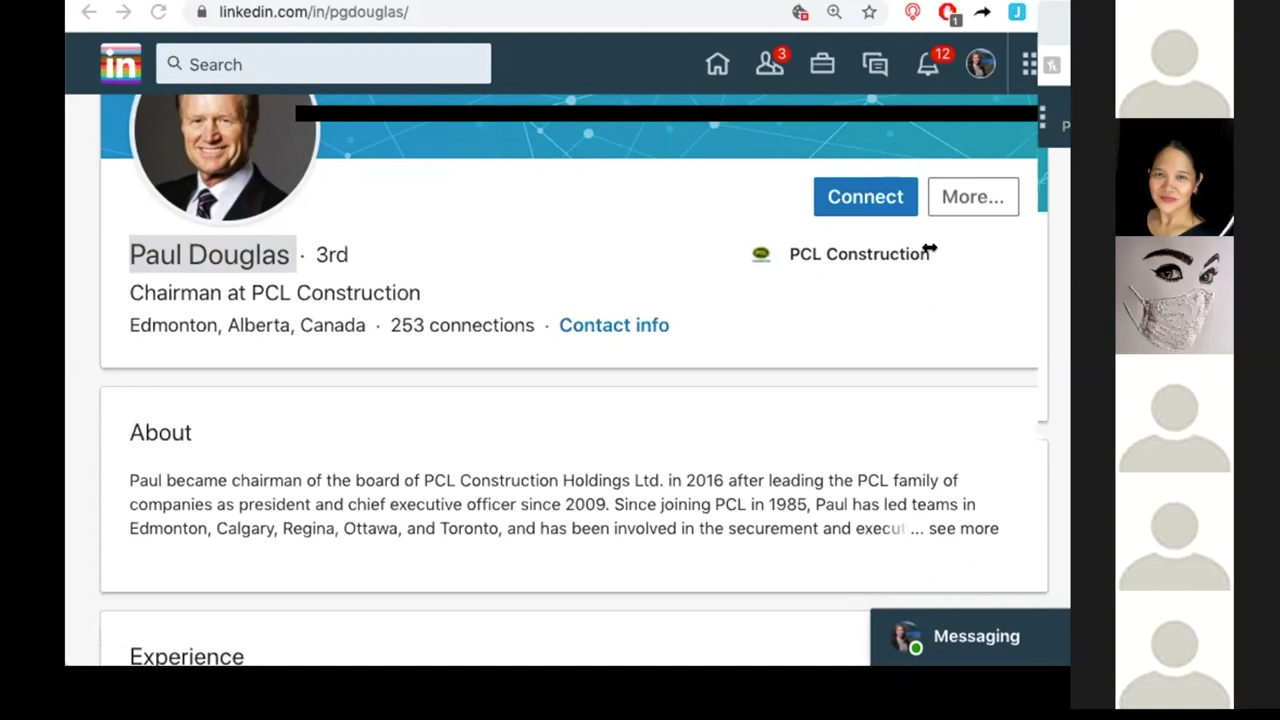 linkedin.com/in/pgdouglas/
1
J
in
Search
3
12
Connect
More...
Paul Douglas · 3rd
PCL Construction
Chairman at PCL Construction
Edmonton, Alberta, Canada · 253 connections · Contact info
About
Paul became chairman of the board of PCL Construction Holdings Ltd. in 2016 after leading the PCL family of
companies as president and chief executive officer since 2009. Since joining PCL in 1985, Paul has led teams in
Edmonton, Calgary, Regina, Ottawa, and Toronto, and has been involved in the securement and execut ... see more
Experience
Messaging